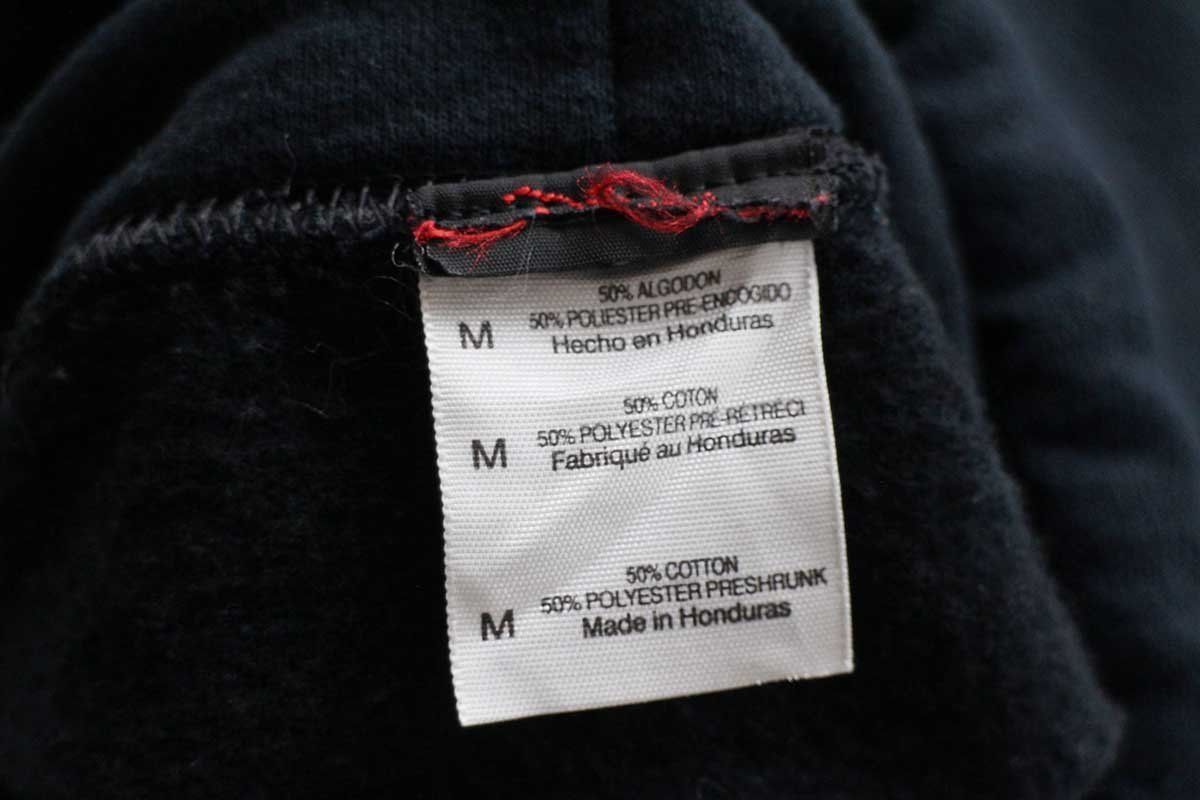 50% ALGODON
50% POLIESTER PRE-ENCOGIDO
M
Hecho en Honduras
50% COTON
50% POLYESTER PRÉ-RÉTRÉCI
M
Fabriqué au Honduras
50% COTTON
50% POLYESTER PRESHRUNK
M
Made in Honduras